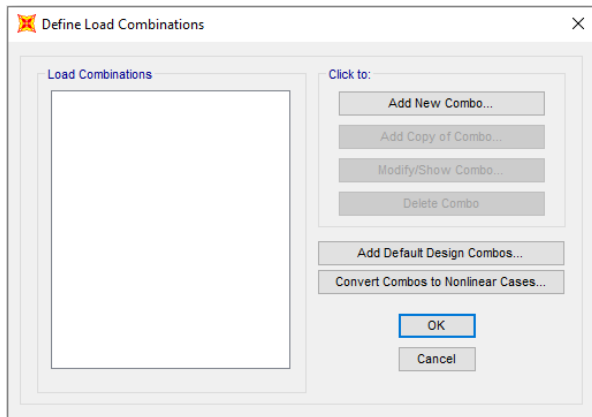 Define Load Combinations
Load Combinations
Click to:
Add New Combo...
Add Copy of Combo...
Modify/Show Combo...
Delete Combo
Add Default Design Combos...
Convert Combos to Nonlinear Cases...
OK
Cancel